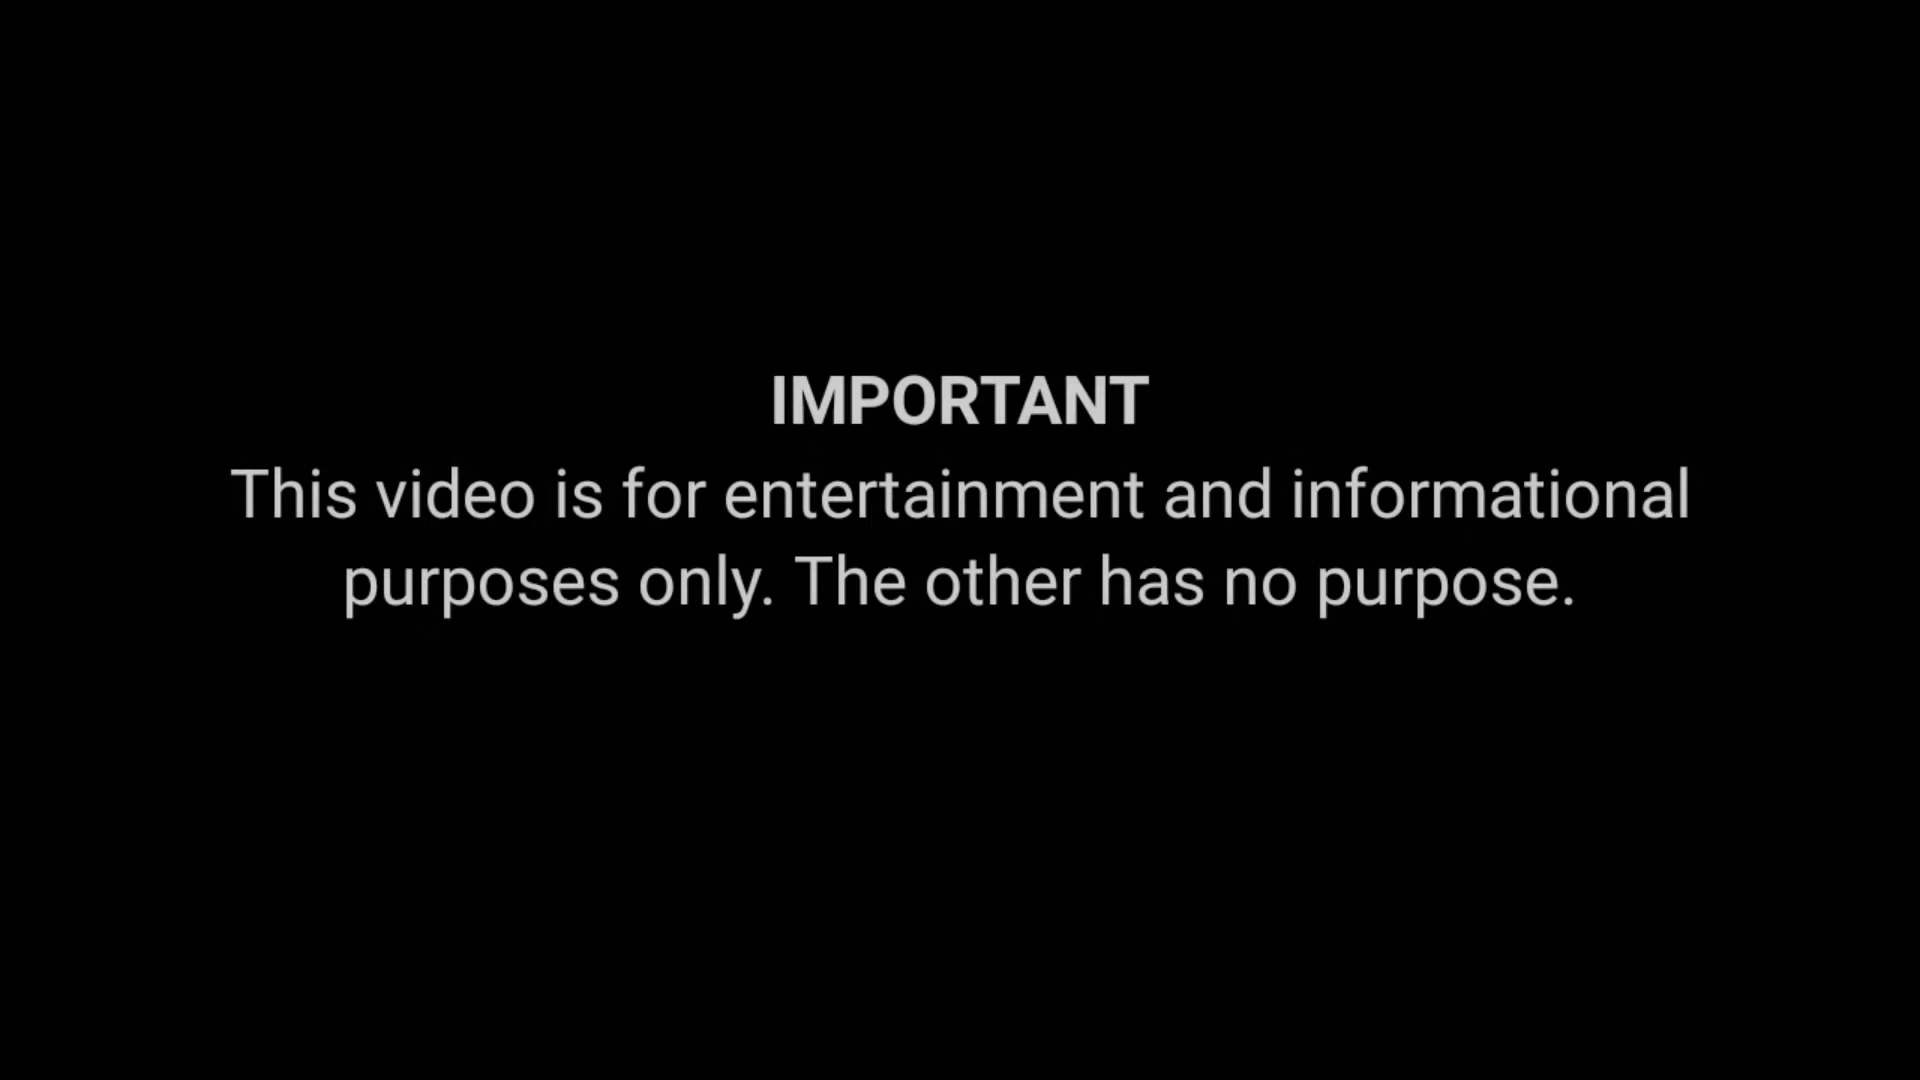 IMPORTANT
This video is for entertainment and informational
purposes only. The other has no purpose.